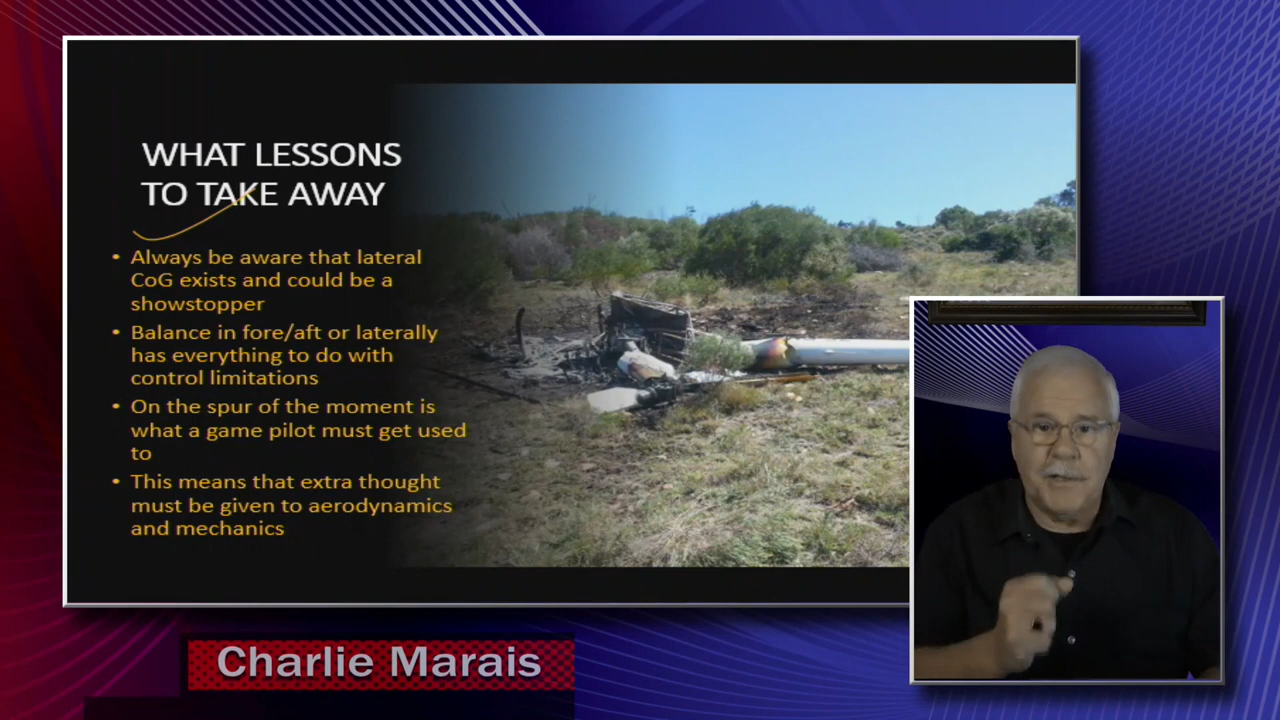 WHAT LESSONS
TO TAKE AWAY
• Always be aware that lateral
CoG exists and could be a
showstopper
• Balance in fore/aft or laterally
has everything to do with
control limitations
• On the spur of the moment is
what a game pilot must get used
to
• This means that extra thought
must be given to aerodynamics
and mechanics
Charlie Marais